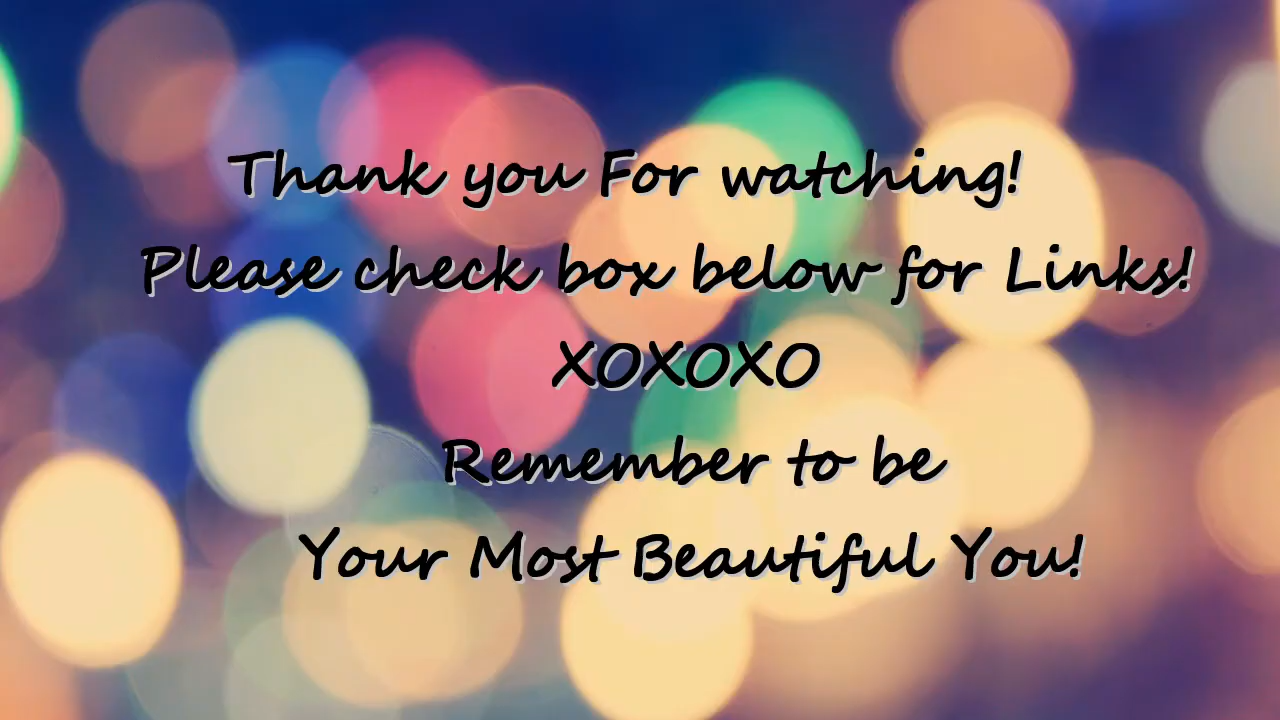 Thank you For watching!
Please check box below for Links!
XOXOXO
Remember to be
Your Most Beautiful You!